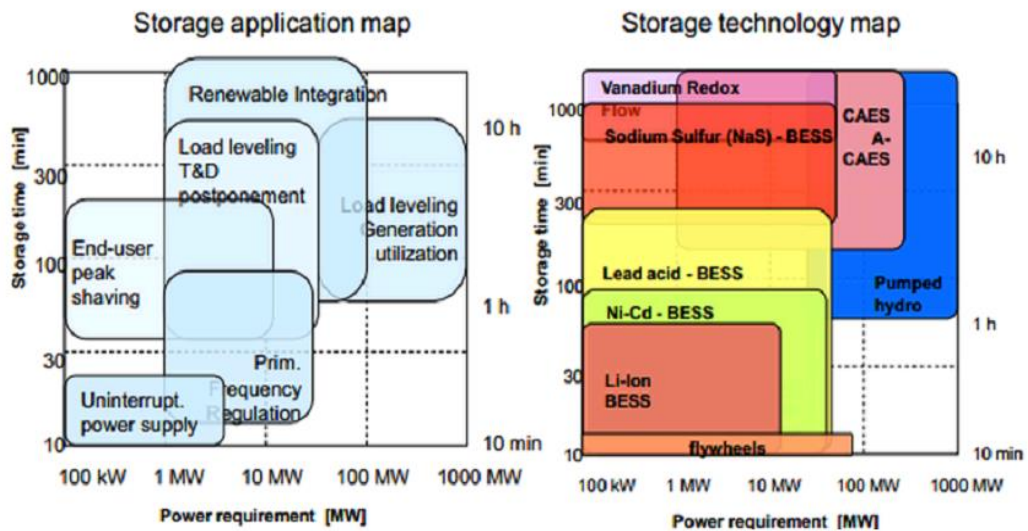 Storage application map
1000
300
100
30
10
Storage time [min]
Renewable Integration
Load leveling
T&D
postponement
Load leveling
Generation
utilization
End-user
peak
shaving
Prim.
Frequency
Regulation
Uninterrupt.
power supply
10 h
1 h
10 min
100 kW
1 MW
10 MW
100 MW
1000 MW
Power requirement [MW]
Storage technology map
1000
300
100
30
10
Storage time [min]
Vanadium Redox
Flow
Sodium Sulfur (NaS) - BESS
CAES
A-
CAES
Lead acid - BESS
Pumped
hydro
Ni-Cd - BESS
Li-Ion
BESS
flywheels
10 h
1 h
10 min
100 kW
1 MW
10 MW
100 MW
1000 MW
Power requirement [MW]